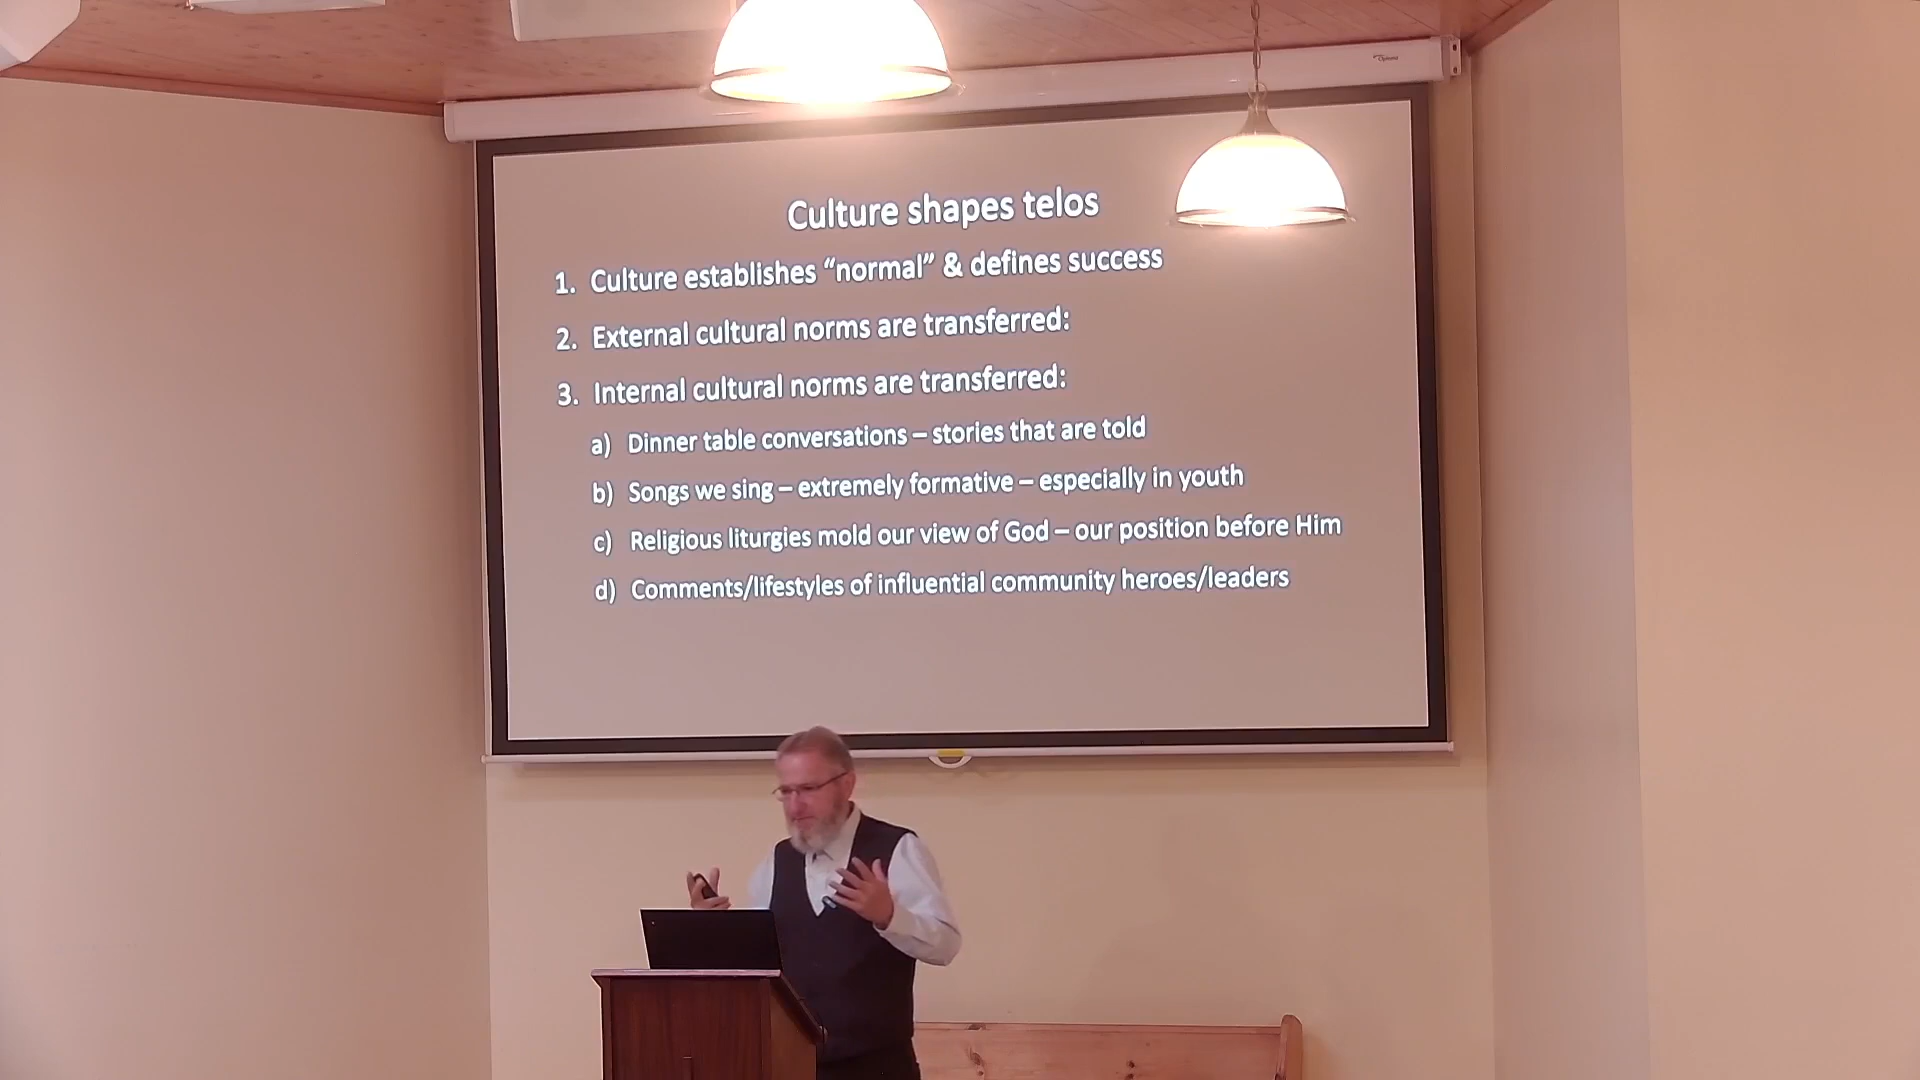 Optoma
Culture shapes telos
1. Culture establishes “normal” & defines success
2. External cultural norms are transferred:
3. Internal cultural norms are transferred:
a) Dinner table conversations – stories that are told
b) Songs we sing – extremely formative – especially in youth
c) Religious liturgies mold our view of God – our position before Him
d) Comments/lifestyles of influential community heroes/leaders